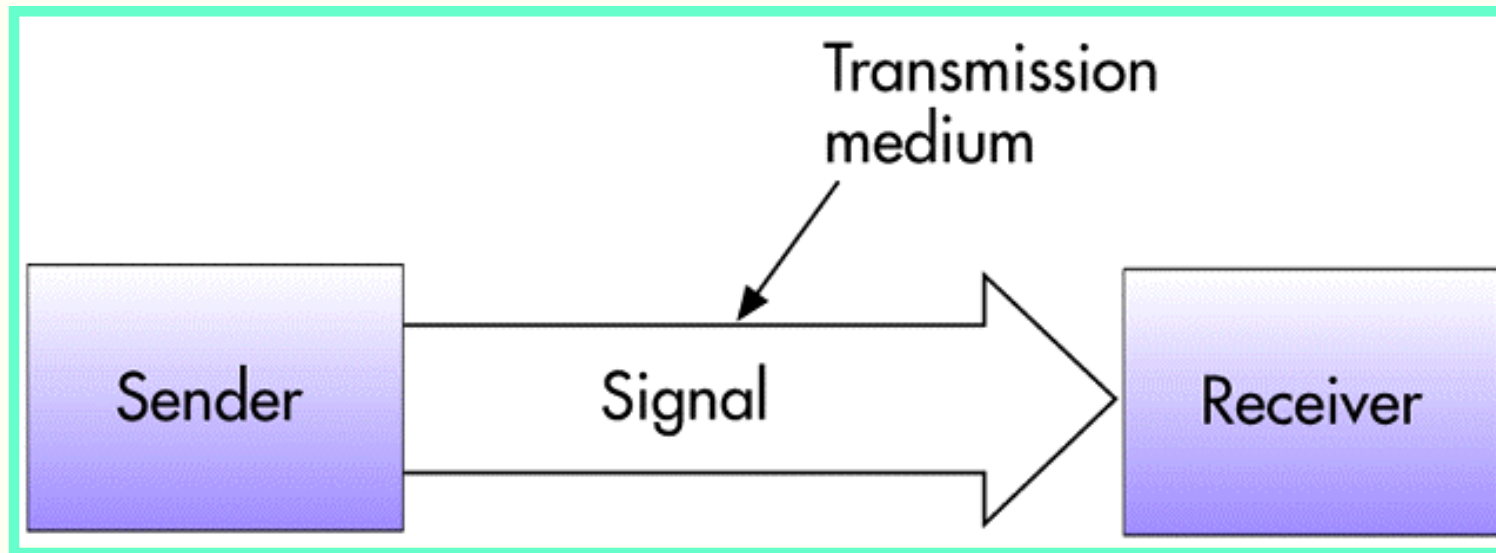 Transmission
medium
Sender
Signal
Receiver